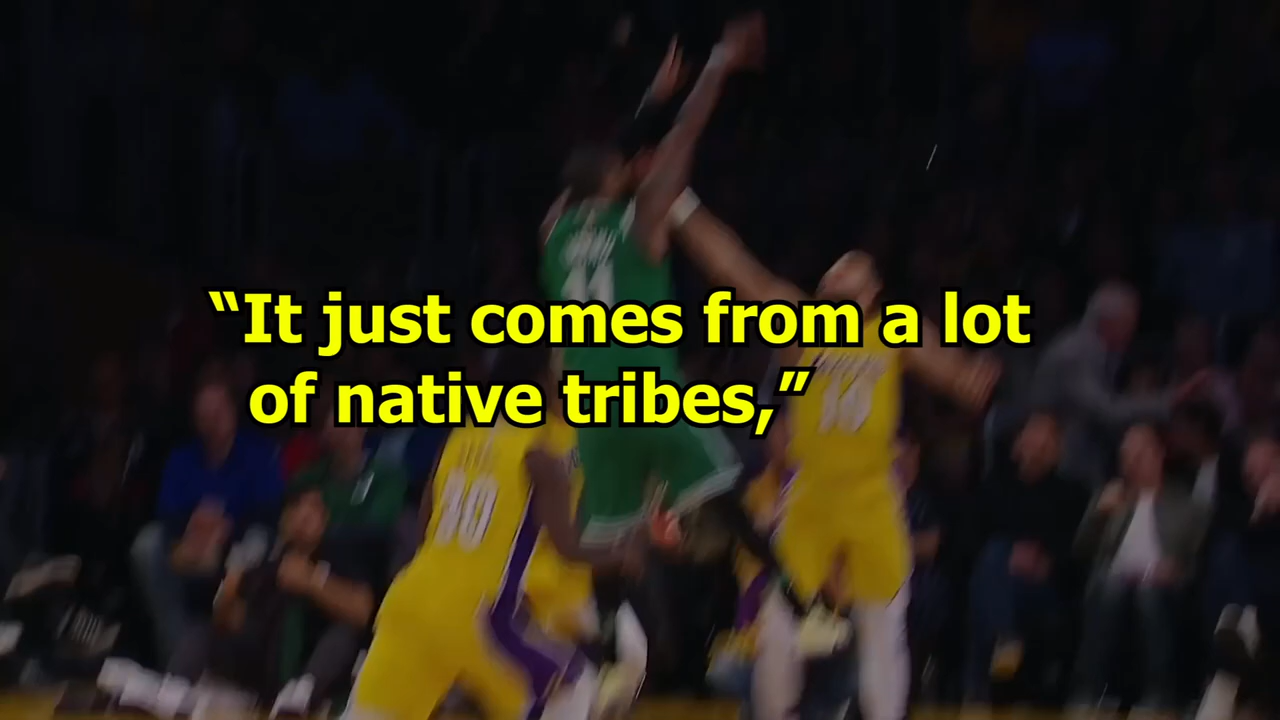 “It just comes from a lot
of native tribes,”